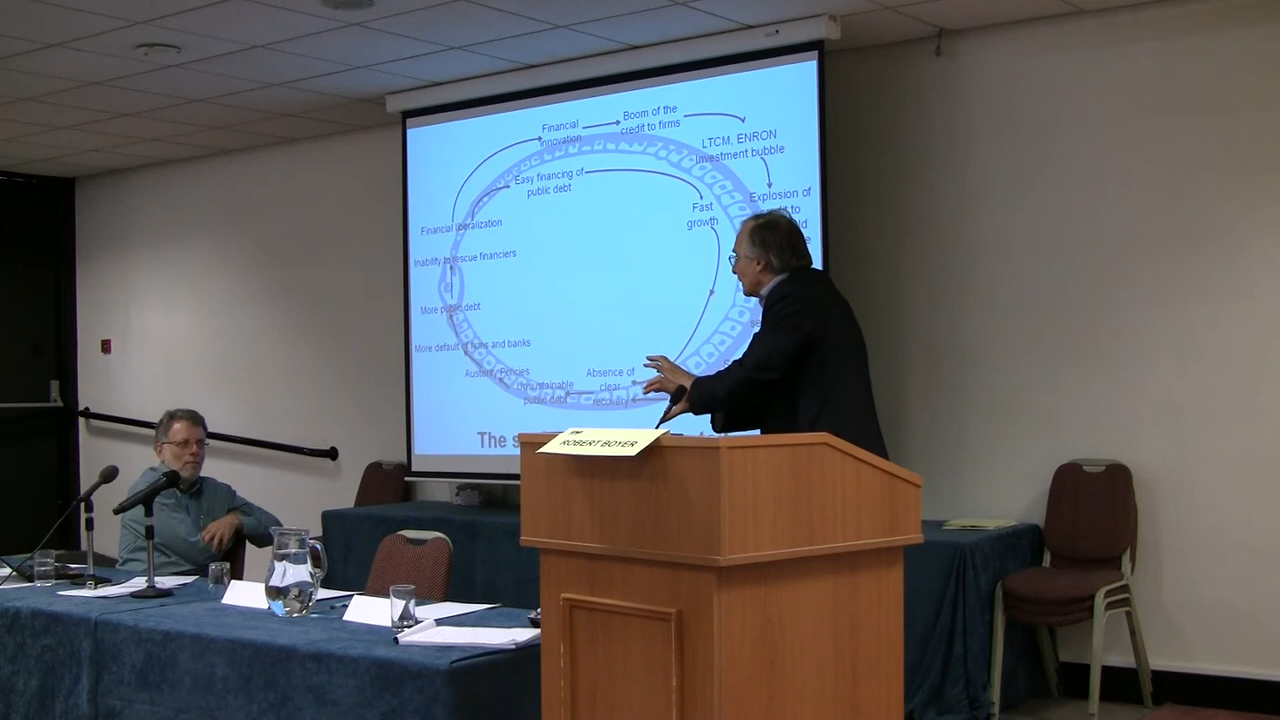 Financial
innovation
Boom of the
credit to firms
LTCM, ENRON
Investment bubble
Easy financing of
public debt
Explosion of
to
Fast
growth
Financial liberalization
Inability to rescue financiers
More public debt
More default of firms and banks
Austerity Policies
Unsustainable
public debt
Absence of
clear
recovery
The
ROBERT BOYER